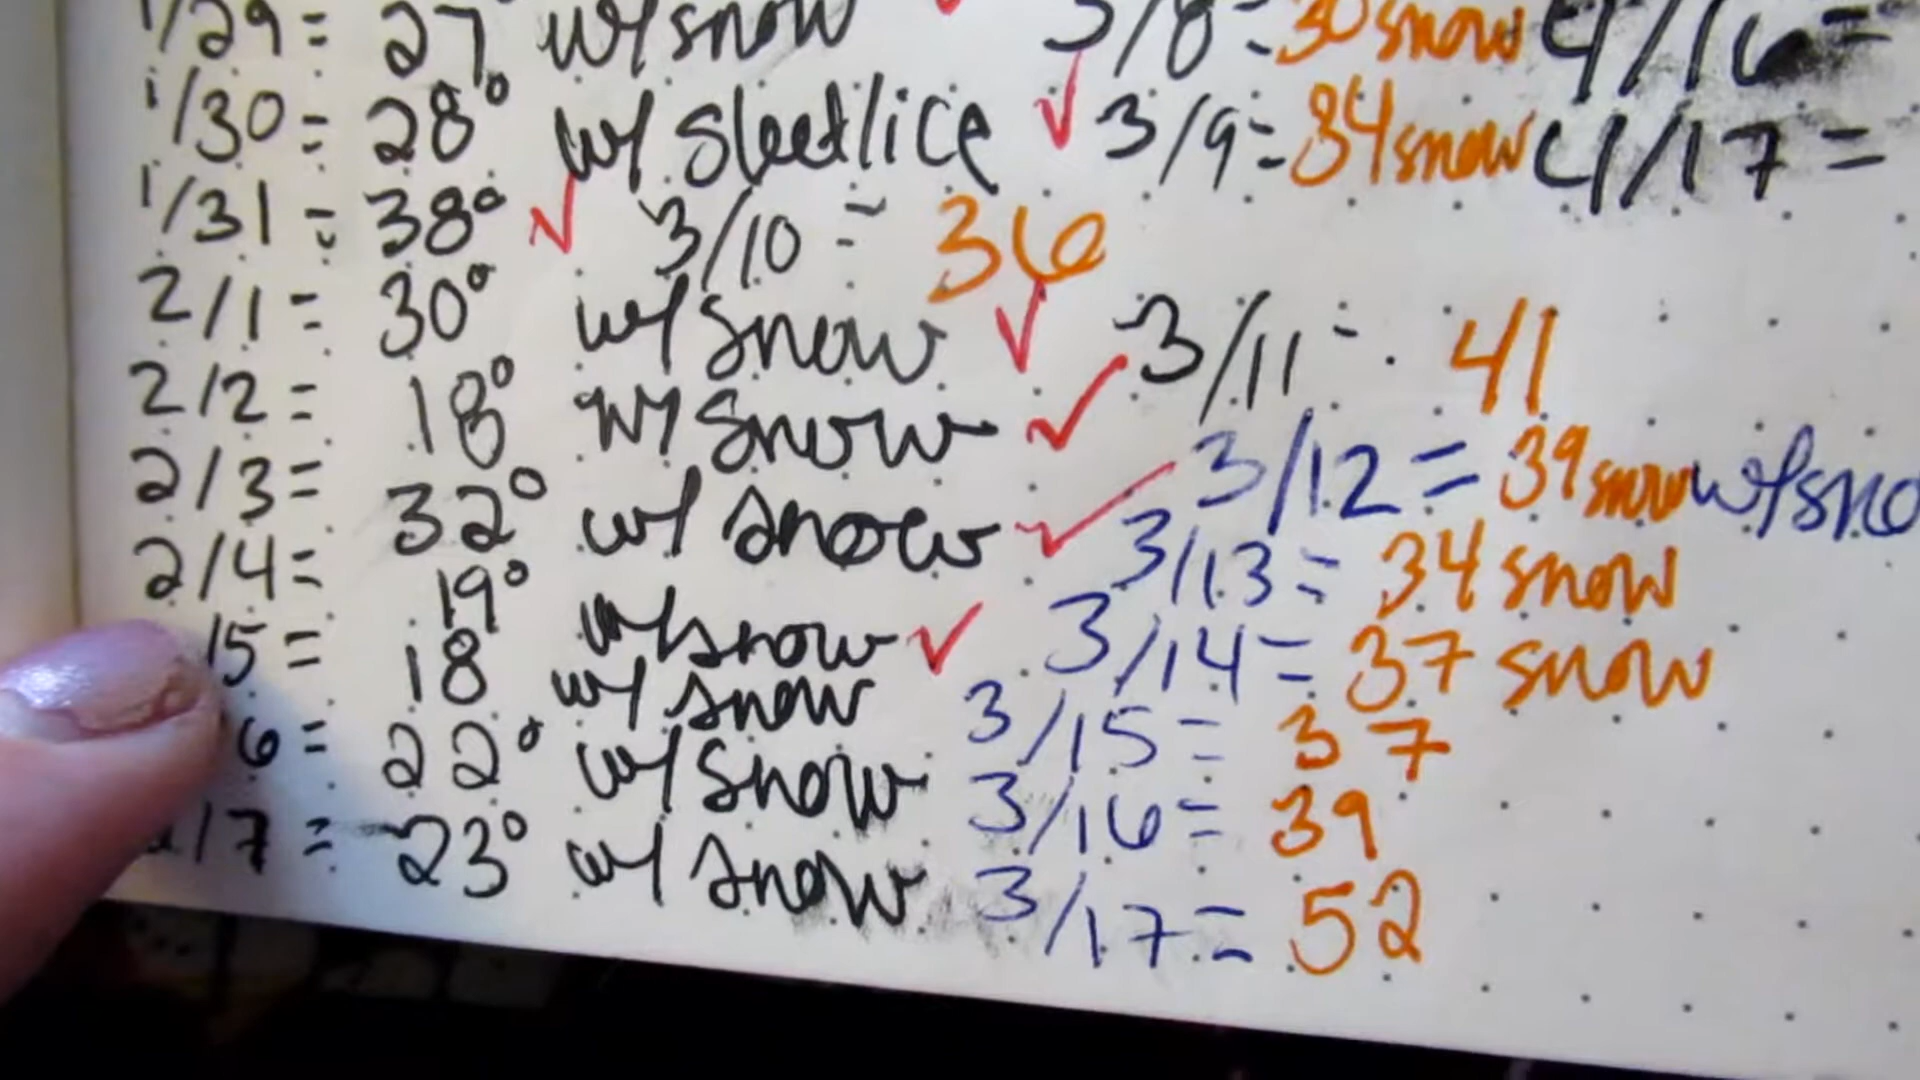 1/29 = 27° w/ snow
1/30 = 28° w/ sleet/ice
1/31 = 38°
2/1 = 30° w/ snow
2/2 = 18° w/ snow
2/3 = 32° w/ snow
2/4 = 19° w/ snow
/5 = 18 w/ snow
6 = 22° w/ snow
/7 = 23° w/ snow
3/8 = 30 snow
3/9 = 34 snow
3/10 = 36
3/11 = 41
3/12 = 39 snow w/ sno
3/13 = 34 snow
3/14 = 37 snow
3/15 = 37
3/16 = 39
3/17 = 52
4/16 =
4/17 =